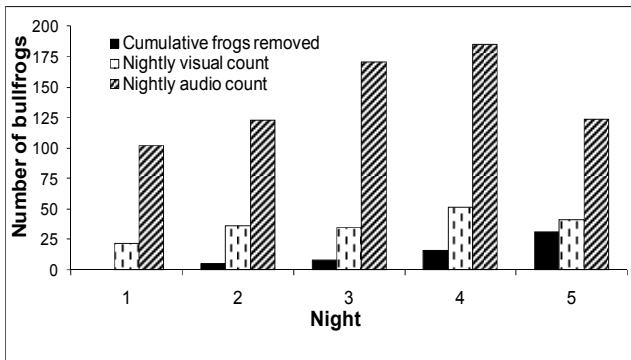 200
175
150
125
100
75
50
25
0
Number of bullfrogs
Cumulative frogs removed
Nightly visual count
Nightly audio count
1 2 3 4 5
Night